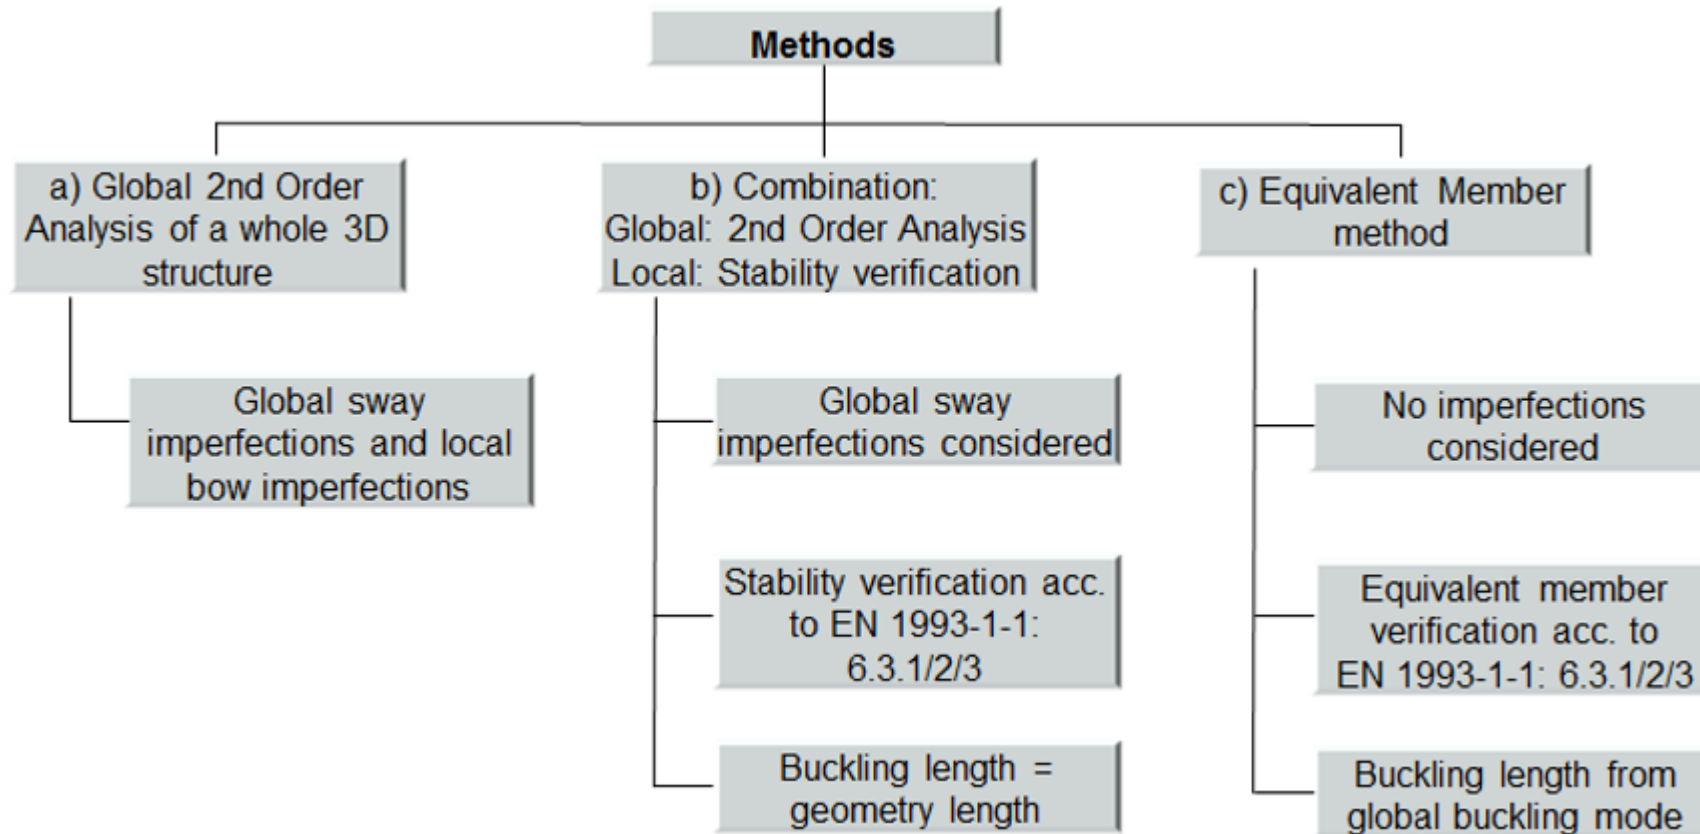 Methods
a) Global 2nd Order
Analysis of a whole 3D
structure
Global sway
imperfections and local
bow imperfections
b) Combination:
Global: 2nd Order Analysis
Local: Stability verification
Global sway
imperfections considered
Stability verification acc.
to EN 1993-1-1:
6.3.1/2/3
Buckling length =
geometry length
c) Equivalent Member
method
No imperfections
considered
Equivalent member
verification acc. to
EN 1993-1-1: 6.3.1/2/3
Buckling length from
global buckling mode